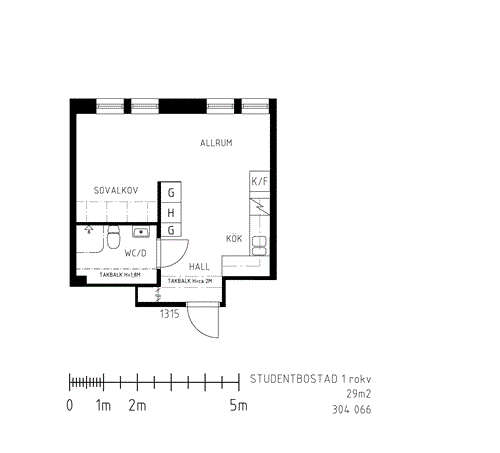 ALLRUM
K/F
SOVALKOV
G
H
G
KÖK
WC/D
HALL
TAKBALK H=1,8M
TAKBALK H=ca 2M
1315
STUDENTBOSTAD 1 rokv
29m2
304 066
0 1m 2m 5m